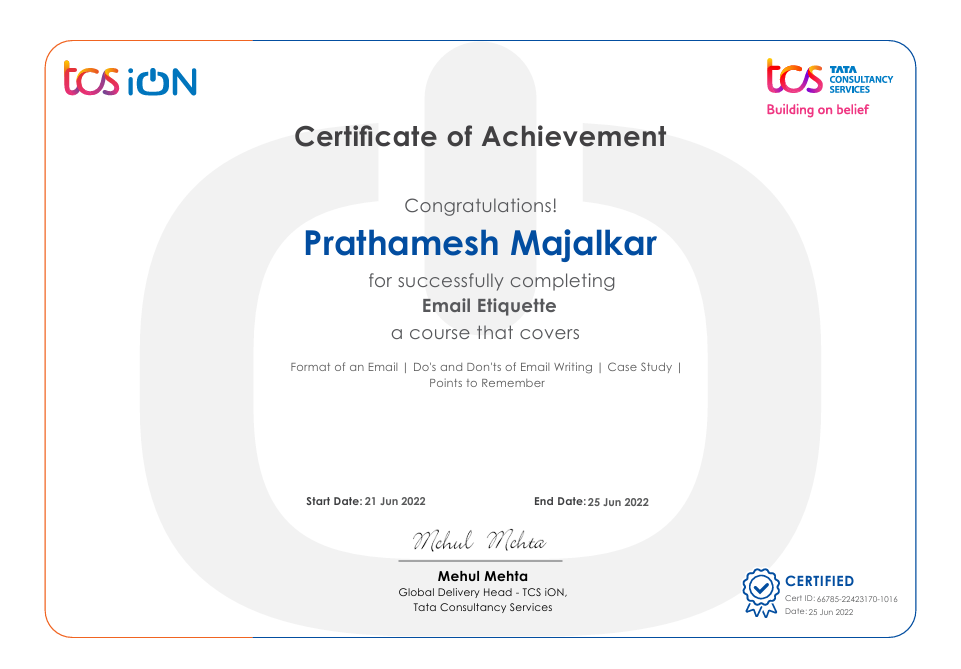 tcs iON
tcs TATA
CONSULTANCY
SERVICES
Building on belief
Certificate of Achievement
Congratulations!
Prathamesh Majalkar
for successfully completing
Email Etiquette
a course that covers
Format of an Email | Do's and Don'ts of Email Writing | Case Study |
Points to Remember
Start Date: 21 Jun 2022 End Date: 25 Jun 2022
Mehul Mehta
Mehul Mehta
Global Delivery Head - TCS iON,
Tata Consultancy Services
CERTIFIED
Cert ID: 66785-22423170-1016
Date: 25 Jun 2022